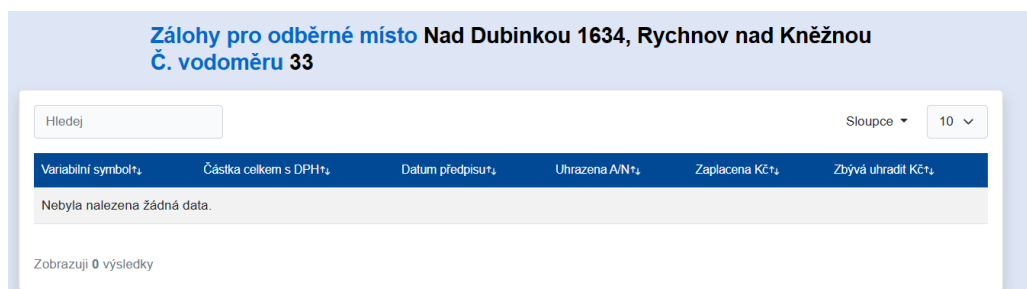 Zálohy pro odběrné místo Nad Dubinkou 1634, Rychnov nad Kněžnou
Č. vodoměru 33
Hledej
Sloupce
10
Variabilní symbol↑↓ Částka celkem s DPH↑↓ Datum předpisu↑↓ Uhrazena A/N↑↓ Zaplacena Kč↑↓ Zbývá uhradit Kč↑↓
Nebyla nalezena žádná data.
Zobrazuji 0 výsledky